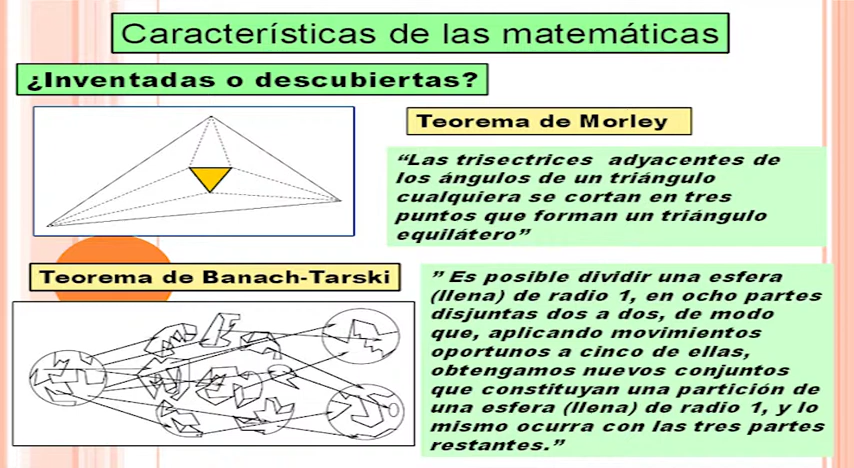 Características de las matemáticas
¿Inventadas o descubiertas?
Teorema de Morley
“Las trisectrices adyacentes de
los ángulos de un triángulo
cualquiera se cortan en tres
puntos que forman un triángulo
equilátero”
Teorema de Banach-Tarski
” Es posible dividir una esfera
(llena) de radio 1, en ocho partes
disjuntas dos a dos, de modo
que, aplicando movimientos
oportunos a cinco de ellas,
obtengamos nuevos conjuntos
que constituyan una partición de
una esfera (llena) de radio 1, y lo
mismo ocurra con las tres partes
restantes.”